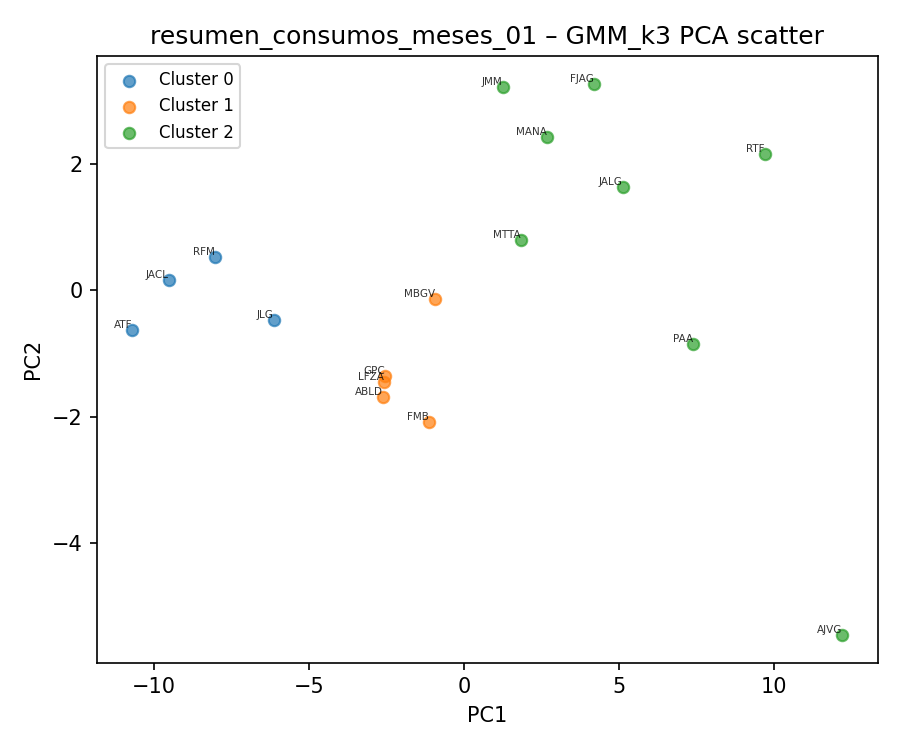 resumen_consumos_meses_01 – GMM_k3 PCA scatter
Cluster 0
Cluster 1
Cluster 2
JMM
FJAG
MANA
RTF
JALG
MTTA
RFM
JACL
MBGV
ATF
JLG
PAA
GPC
LFZA
ABLD
FMB
AJVG
2
0
−2
−4
PC2
−10
−5
0
5
10
PC1